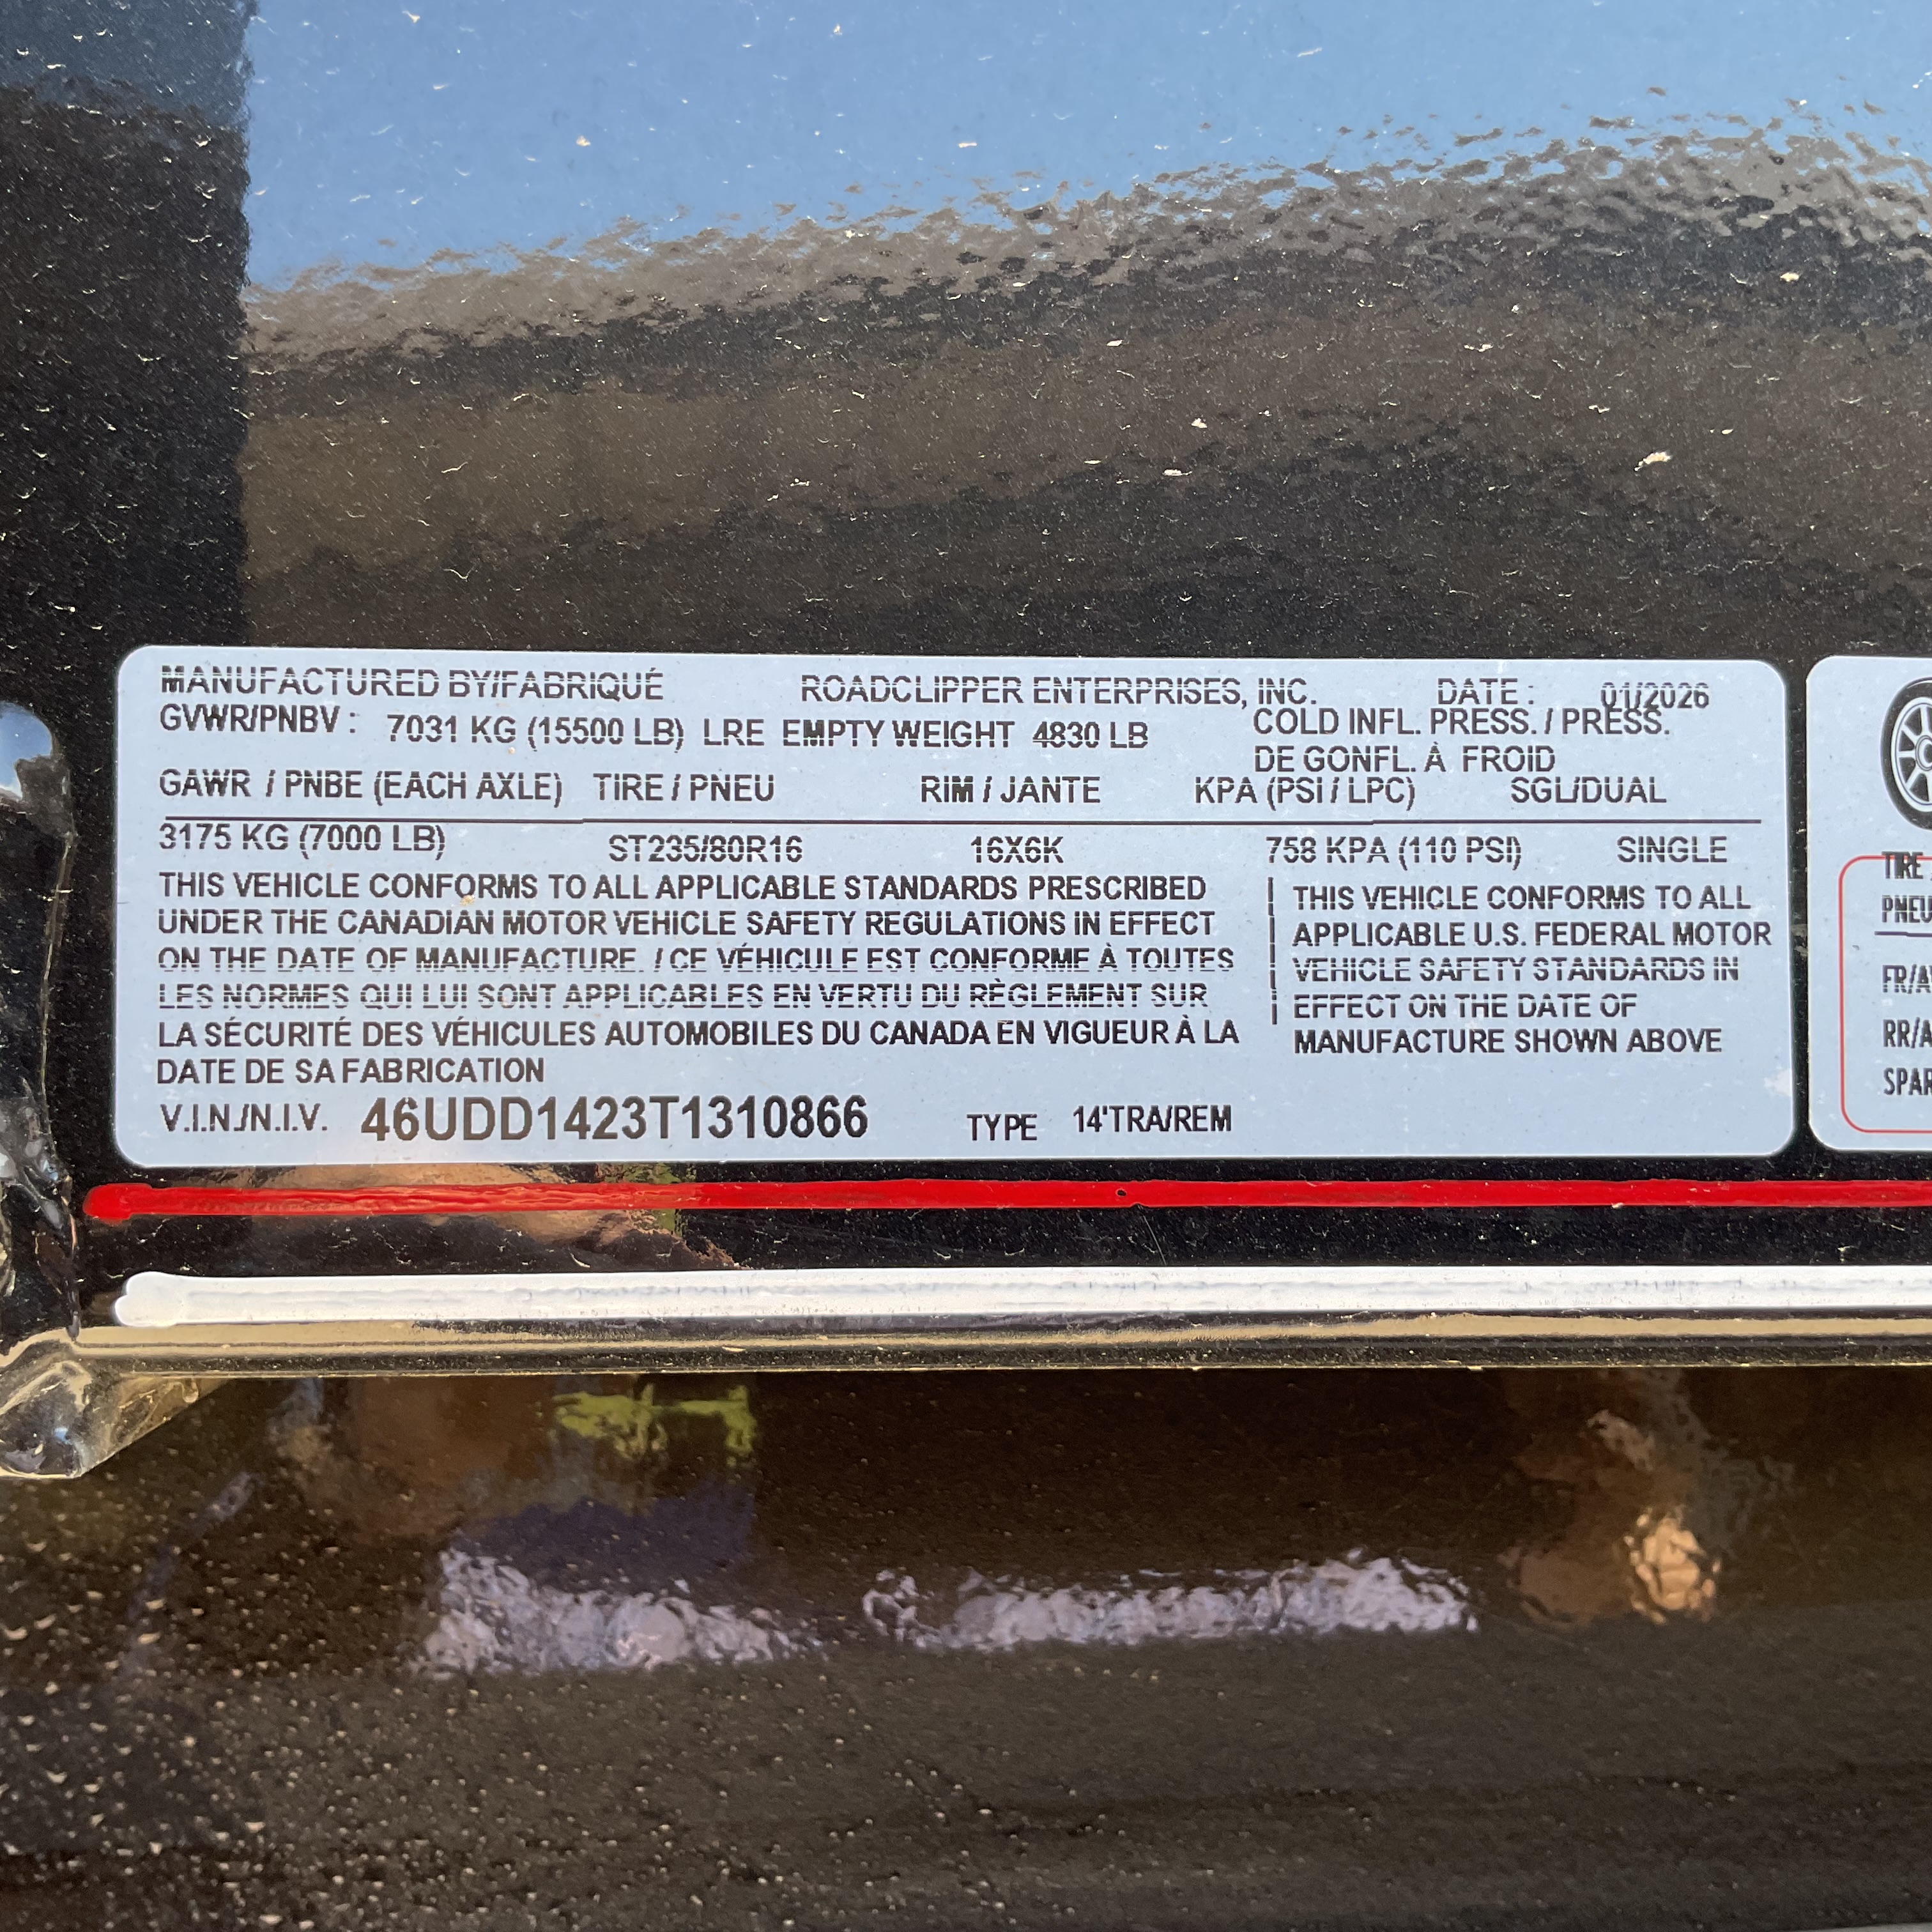 MANUFACTURED BY/FABRIQUÉ ROADCLIPPER ENTERPRISES, INC. DATE : 01/2026
GVWR/PNBV : 7031 KG (15500 LB) LRE EMPTY WEIGHT 4830 LB
COLD INFL. PRESS. / PRESS.
DE GONFL. À FROID
GAWR / PNBE (EACH AXLE) TIRE / PNEU RIM / JANTE KPA (PSI / LPC) SGL/DUAL
3175 KG (7000 LB) ST235/80R16 16X6K 758 KPA (110 PSI) SINGLE
THIS VEHICLE CONFORMS TO ALL APPLICABLE STANDARDS PRESCRIBED
UNDER THE CANADIAN MOTOR VEHICLE SAFETY REGULATIONS IN EFFECT
ON THE DATE OF MANUFACTURE. / CE VÉHICULE EST CONFORME À TOUTES
LES NORMES QUI LUI SONT APPLICABLES EN VERTU DU RÈGLEMENT SUR
LA SÉCURITÉ DES VÉHICULES AUTOMOBILES DU CANADA EN VIGUEUR À LA
DATE DE SA FABRICATION
THIS VEHICLE CONFORMS TO ALL
APPLICABLE U.S. FEDERAL MOTOR
VEHICLE SAFETY STANDARDS IN
EFFECT ON THE DATE OF
MANUFACTURE SHOWN ABOVE
V.I.N./N.I.V. 46UDD1423T1310866 TYPE 14'TRA/REM
TIRE